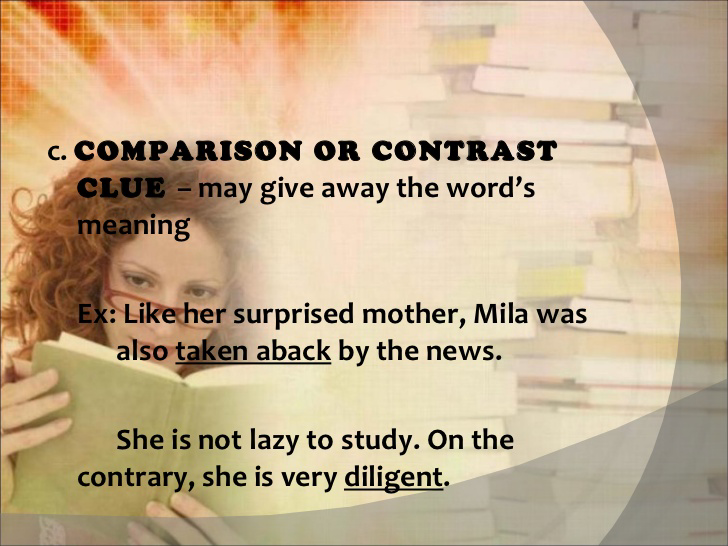 c. COMPARISON OR CONTRAST
CLUE – may give away the word’s
meaning
Ex: Like her surprised mother, Mila was
also taken aback by the news.
She is not lazy to study. On the
contrary, she is very diligent.